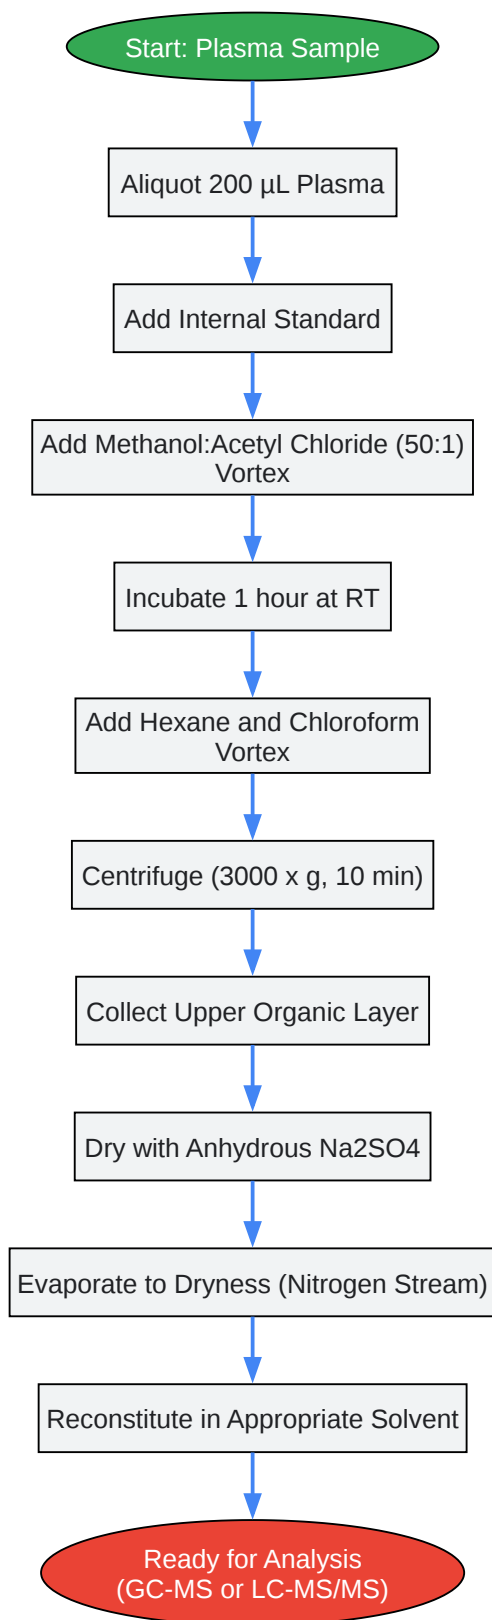 Start: Plasma Sample
Aliquot 200 µL Plasma
Add Internal Standard
Add Methanol:Acetyl Chloride (50:1)
Vortex
Incubate 1 hour at RT
Add Hexane and Chloroform
Vortex
Centrifuge (3000 x g, 10 min)
Collect Upper Organic Layer
Dry with Anhydrous Na2SO4
Evaporate to Dryness (Nitrogen Stream)
Reconstitute in Appropriate Solvent
Ready for Analysis
(GC-MS or LC-MS/MS)